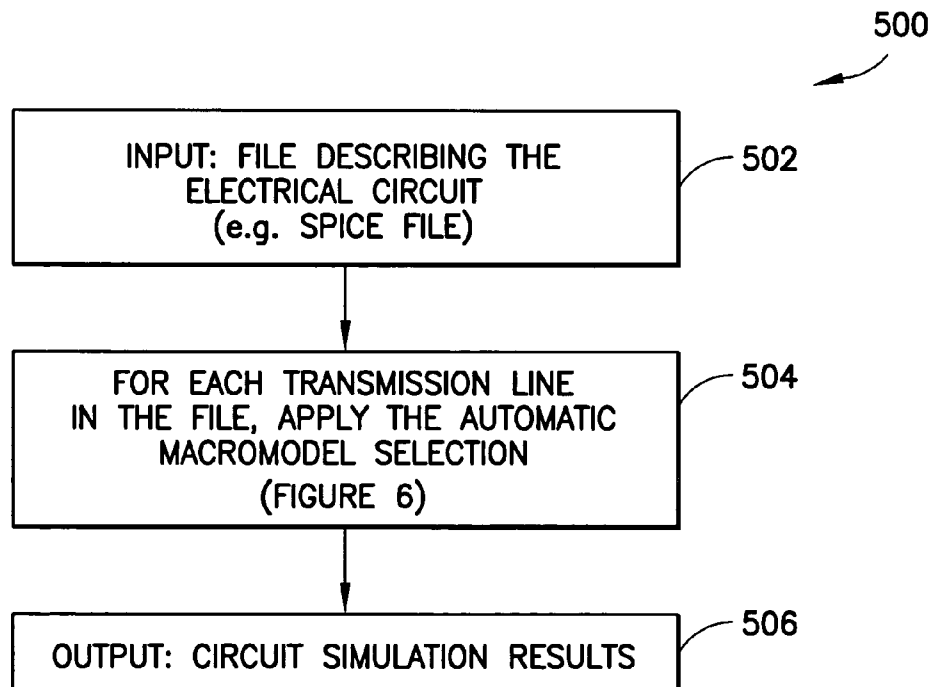 500
INPUT: FILE DESCRIBING THE
ELECTRICAL CIRCUIT
(e.g. SPICE FILE)
502
FOR EACH TRANSMISSION LINE
IN THE FILE, APPLY THE AUTOMATIC
MACROMODEL SELECTION
(FIGURE 6)
504
OUTPUT: CIRCUIT SIMULATION RESULTS
506